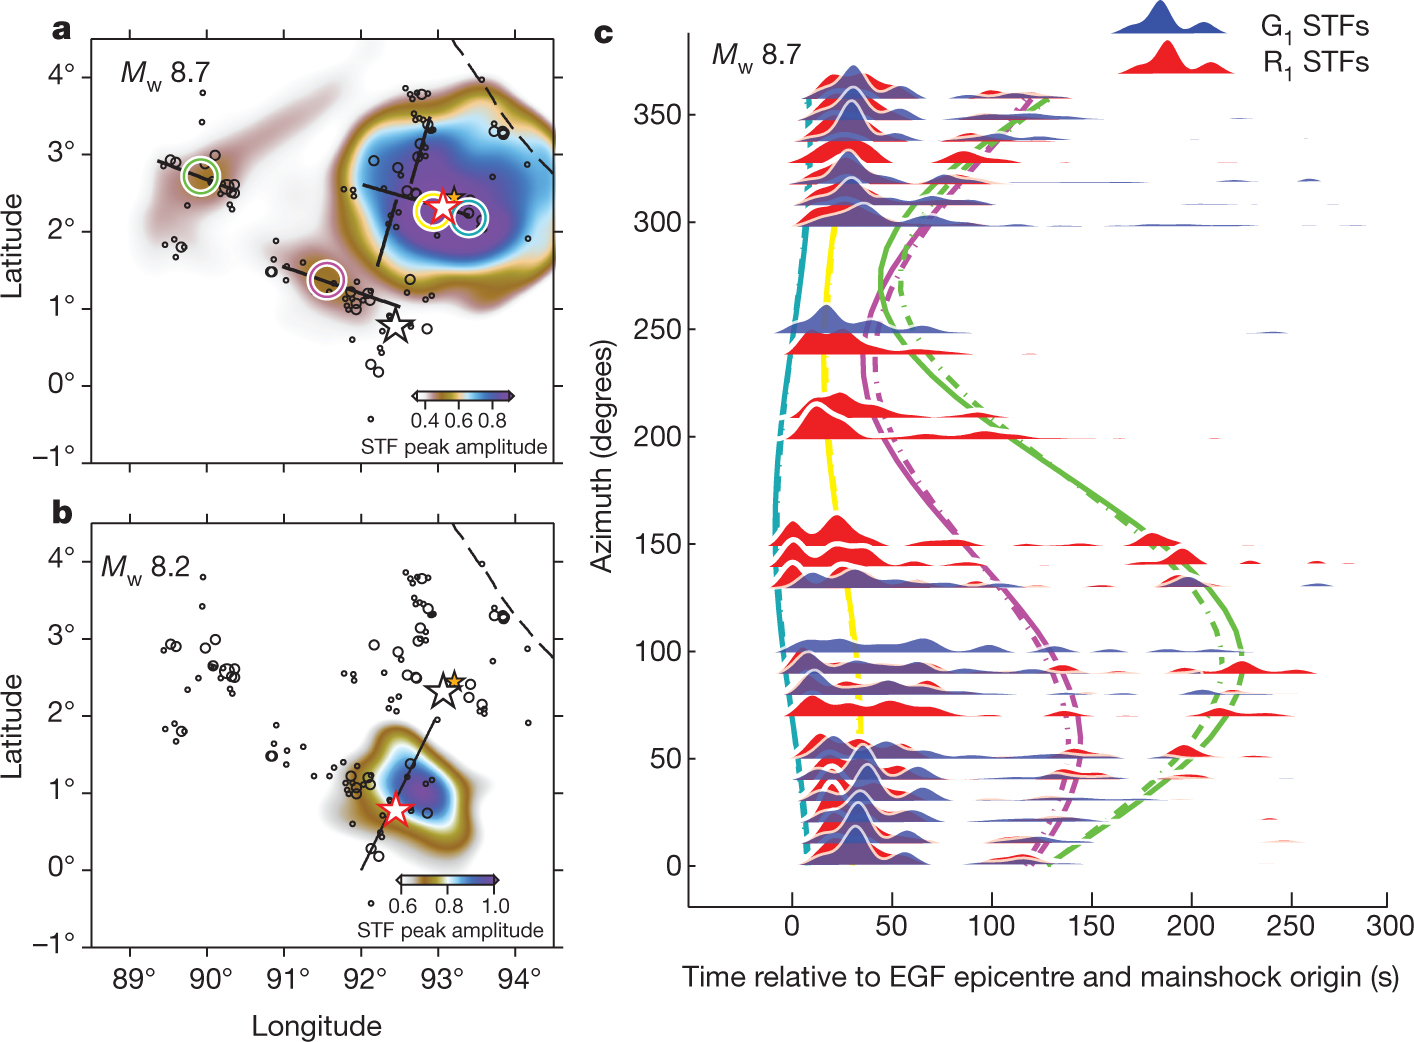 a
Mw 8.7
4°
3°
2°
1°
0°
−1°
Latitude
0.4 0.6 0.8
STF peak amplitude
b
Mw 8.2
4°
3°
2°
1°
0°
−1°
Latitude
0.6 0.8 1.0
STF peak amplitude
89° 90° 91° 92° 93° 94°
Longitude
c
Mw 8.7
G1 STFs
R1 STFs
350
300
250
200
150
100
50
0
Azimuth (degrees)
0 50 100 150 200 250 300
Time relative to EGF epicentre and mainshock origin (s)